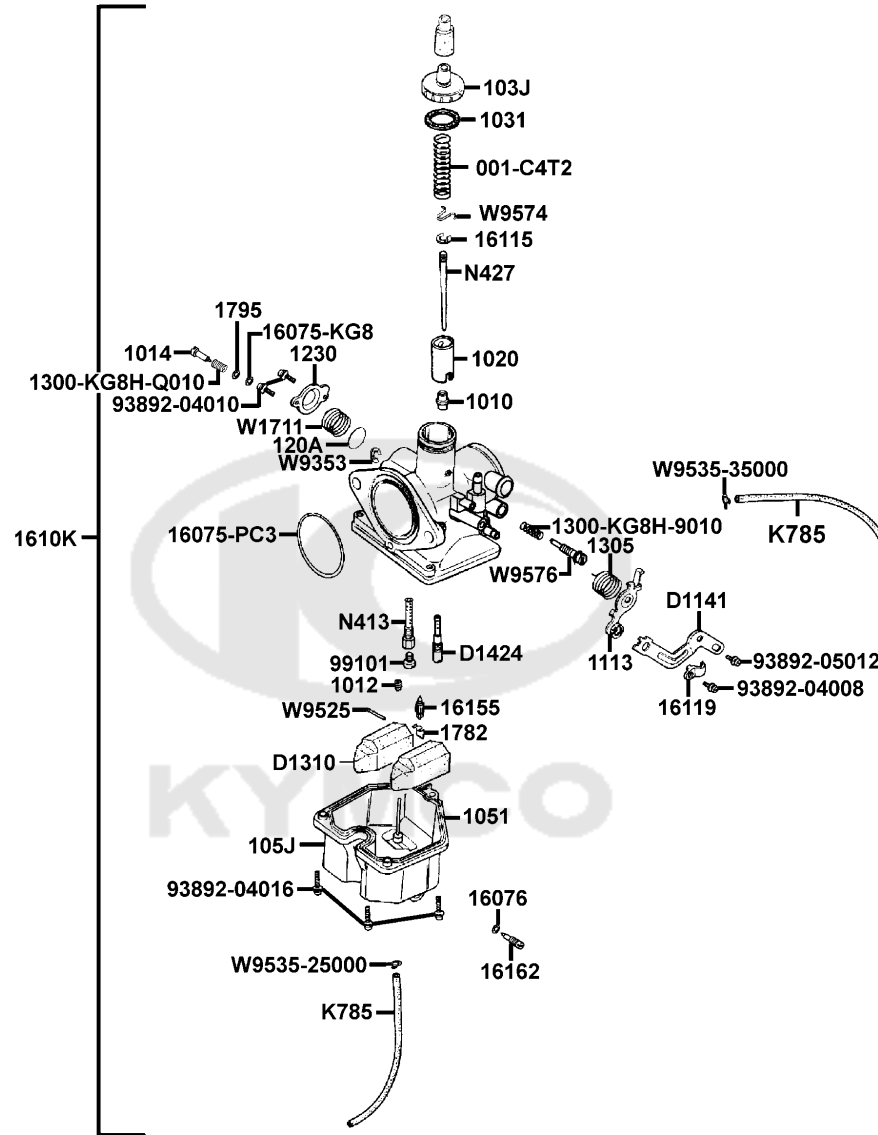 103J
1031
001-C4T2
W9574
16115
N427
1795
16075-KG8
1014
1230
1020
1300-KG8H-Q010
93892-04010
1010
W1711
120A
W9353
W9535-35000
K785
16075-PC3
1300-KG8H-9010
1610K
1305
W9576
D1141
N413
D1424
99101
1113
93892-05012
1012
93892-04008
16119
W9525
16155
1782
D1310
KYMCO
1051
105J
93892-04016
16076
W9535-25000
16162
K785